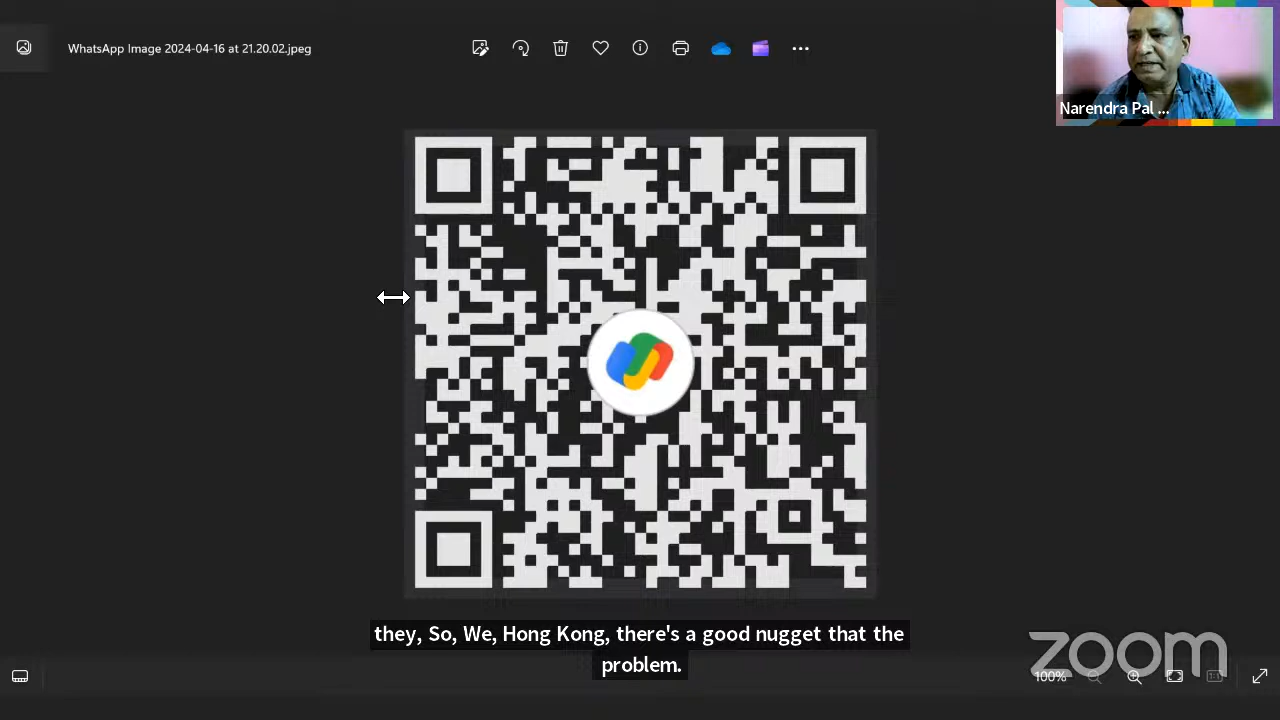 WhatsApp Image 2024-04-16 at 21.20.02.jpeg
Narendra Pal ...
they, So, We, Hong Kong, there's a good nugget that the
problem.
zoom
100%